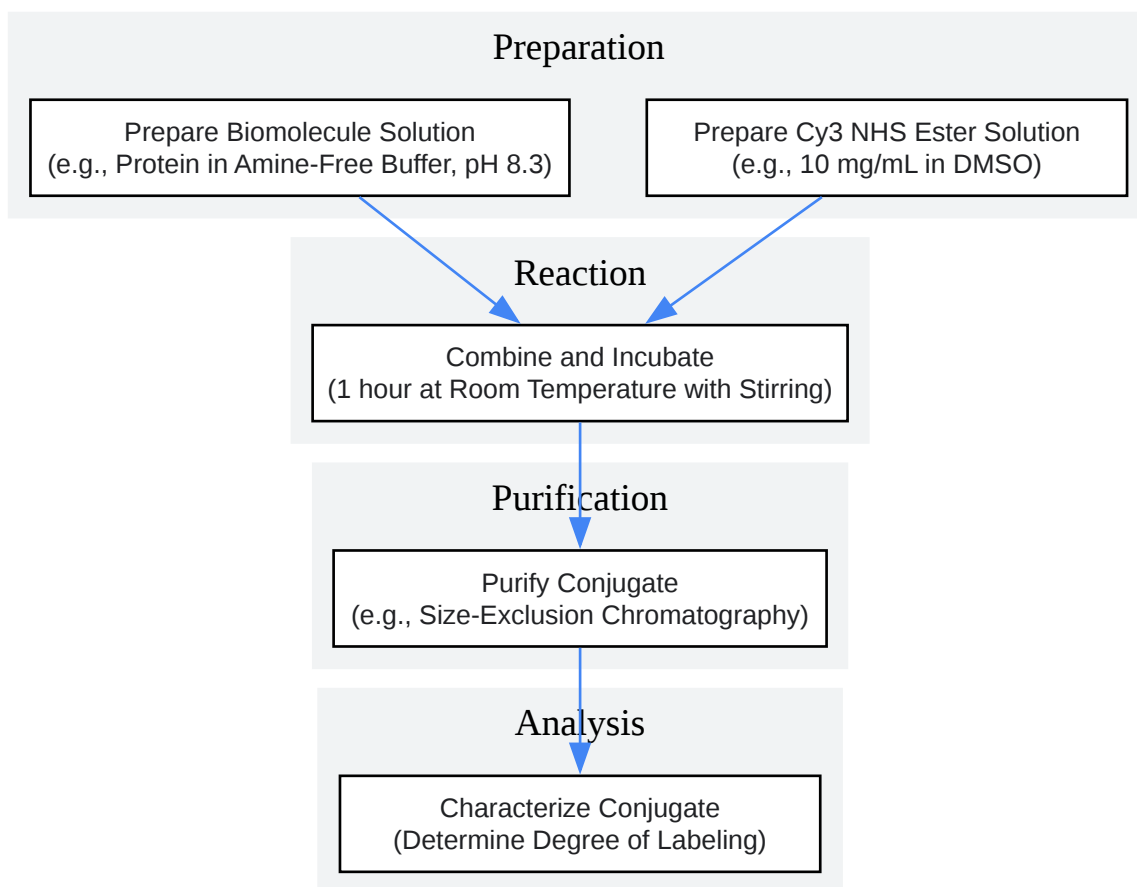 Preparation
Prepare Biomolecule Solution
(e.g., Protein in Amine-Free Buffer, pH 8.3)
Prepare Cy3 NHS Ester Solution
(e.g., 10 mg/mL in DMSO)
Reaction
Combine and Incubate
(1 hour at Room Temperature with Stirring)
Purification
Purify Conjugate
(e.g., Size-Exclusion Chromatography)
Analysis
Characterize Conjugate
(Determine Degree of Labeling)